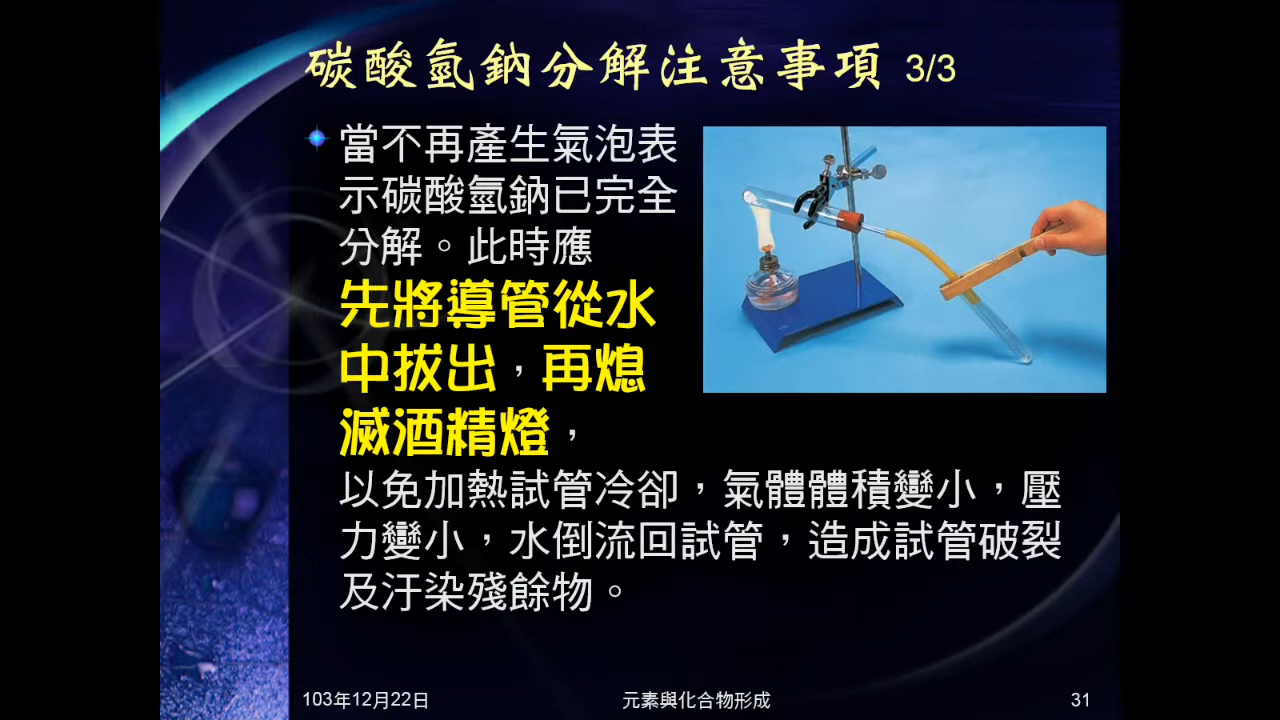 碳酸氫鈉分解注意事項 3/3
當不再產生氣泡表
示碳酸氫鈉已完全
分解。此時應
先將導管從水
中拔出，再熄
滅酒精燈，
以免加熱試管冷卻，氣體體積變小，壓
力變小，水倒流回試管，造成試管破裂
及汙染殘餘物。
103年12月22日
元素與化合物形成
31